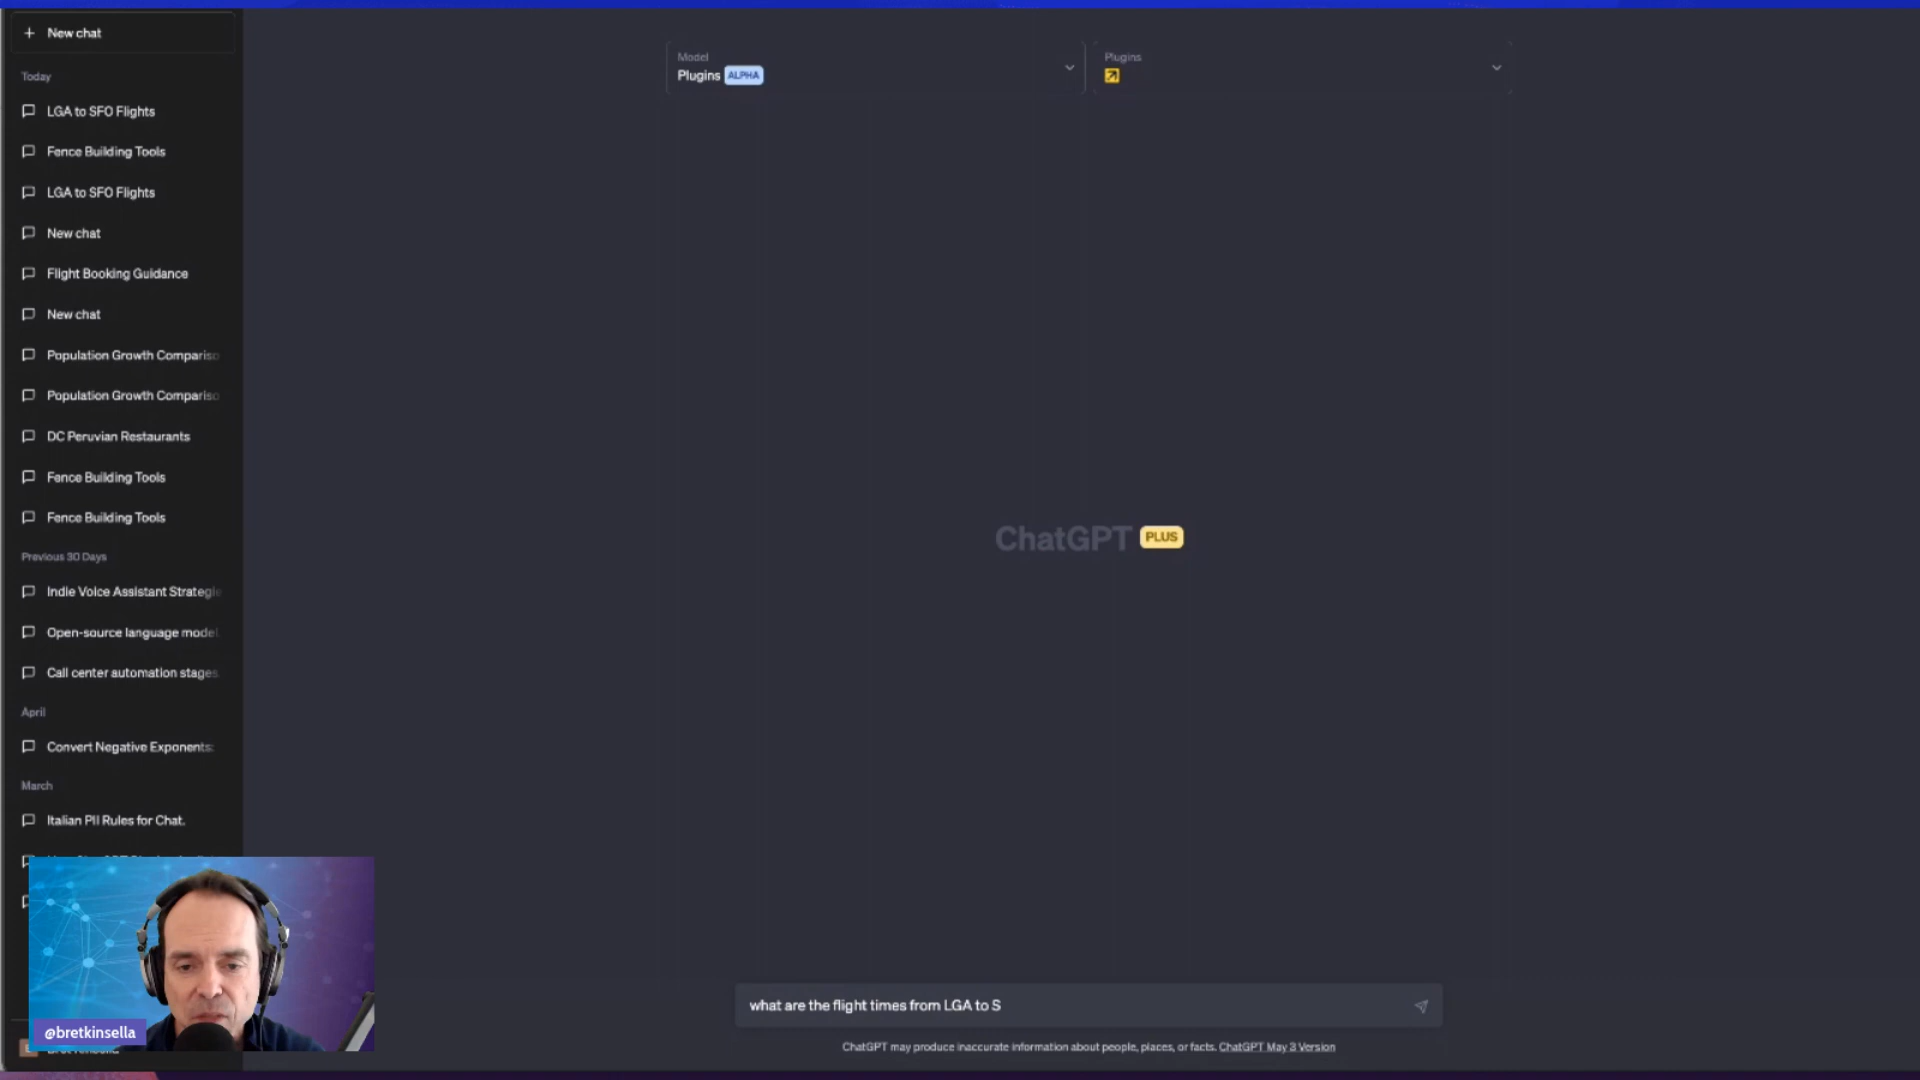 New chat
Today
LGA to SFO Flights
Fence Building Tools
LGA to SFO Flights
New chat
Flight Booking Guidance
New chat
Population Growth Compariso
Population Growth Compariso
DC Peruvian Restaurants
Fence Building Tools
Fence Building Tools
Previous 30 Days
Indie Voice Assistant Strategie
Open-source language model
Call center automation stages
April
Convert Negative Exponents:
March
Italian PII Rules for Chat.
@bretkinsella
Model
Plugins ALPHA
Plugins
ChatGPT PLUS
what are the flight times from LGA to S
ChatGPT may produce inaccurate information about people, places, or facts. ChatGPT May 3 Version